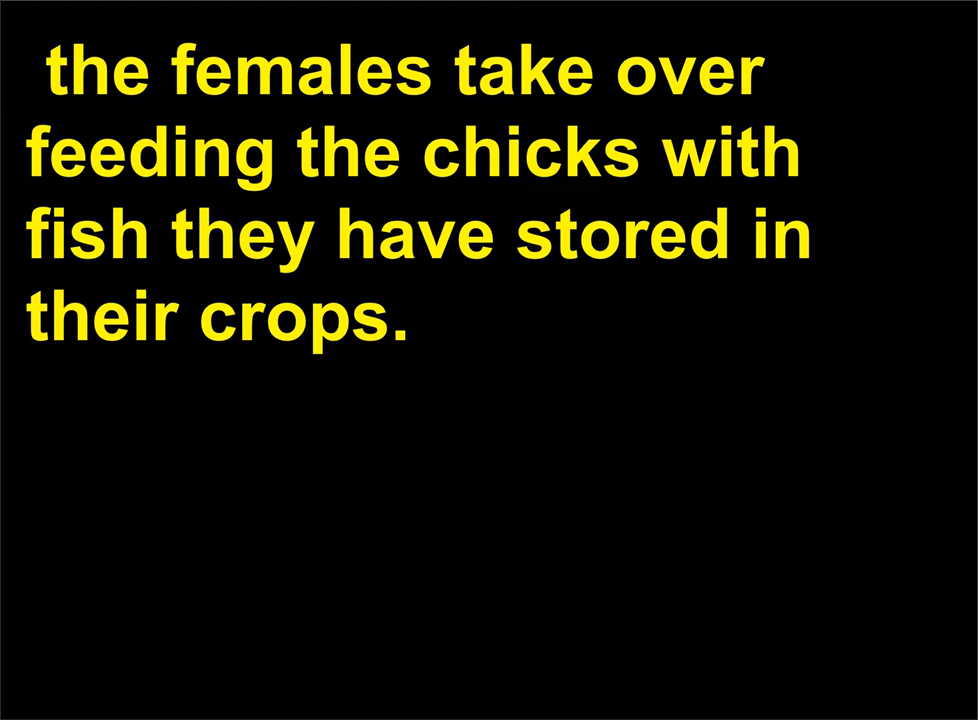 the females take over
feeding the chicks with
fish they have stored in
their crops.